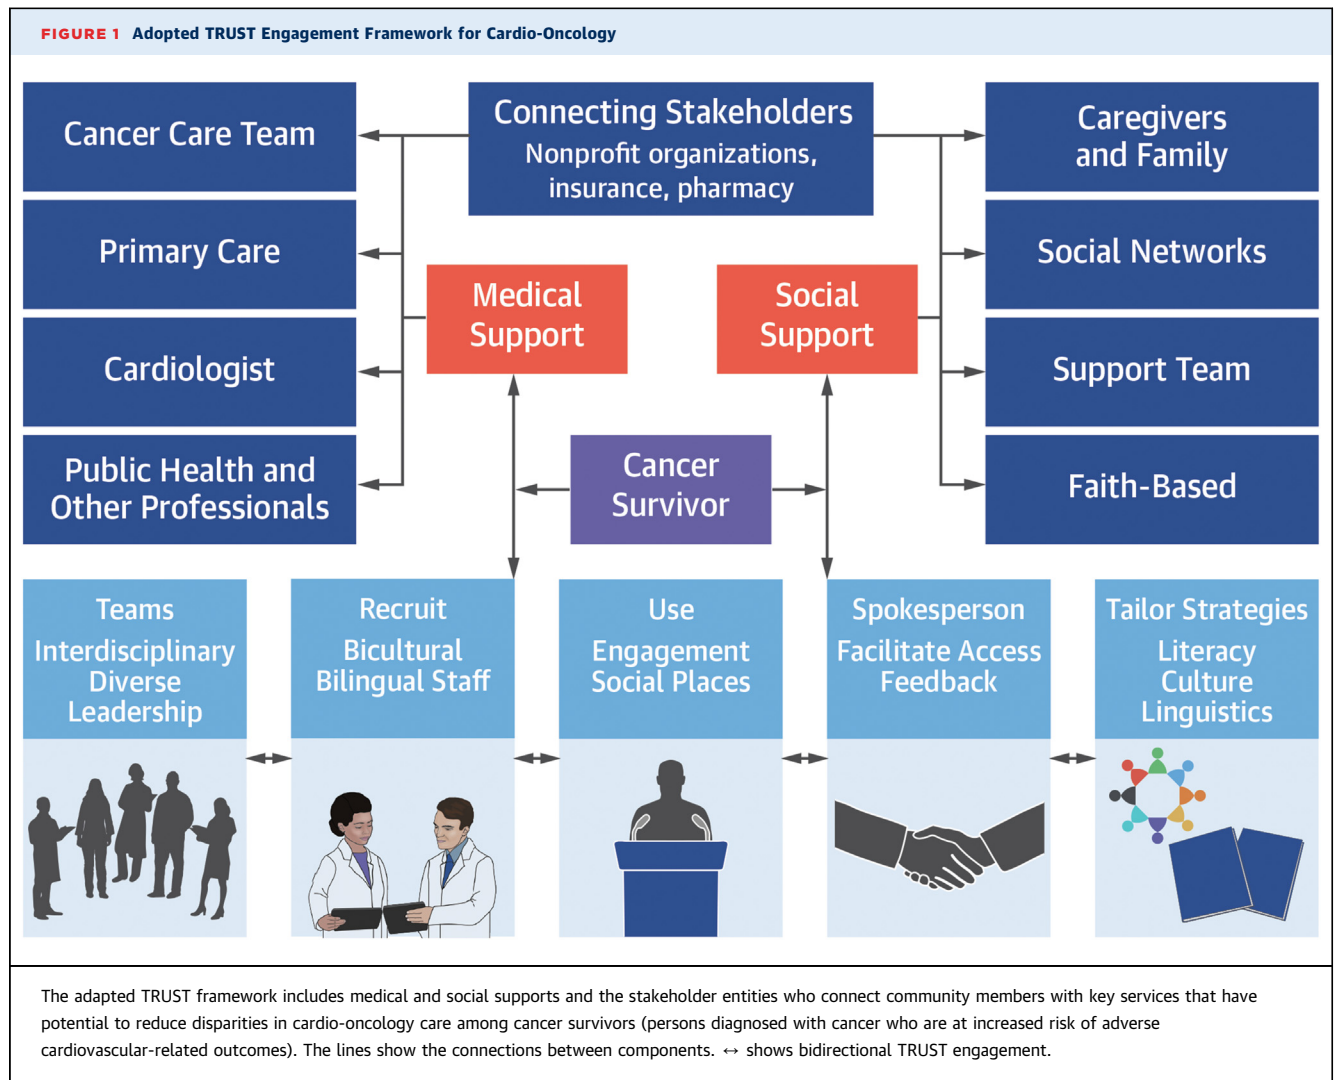 FIGURE 1 Adopted TRUST Engagement Framework for Cardio-Oncology
Cancer Care Team
Primary Care
Cardiologist
Public Health and
Other Professionals
Connecting Stakeholders
Nonprofit organizations,
insurance, pharmacy
Medical
Support
Social
Support
Cancer
Survivor
Caregivers
and Family
Social Networks
Support Team
Faith-Based
Teams
Interdisciplinary
Diverse
Leadership
Recruit
Bicultural
Bilingual Staff
Use
Engagement
Social Places
Spokesperson
Facilitate Access
Feedback
Tailor Strategies
Literacy
Culture
Linguistics
The adapted TRUST framework includes medical and social supports and the stakeholder entities who connect community members with key services that have
potential to reduce disparities in cardio-oncology care among cancer survivors (persons diagnosed with cancer who are at increased risk of adverse
cardiovascular-related outcomes). The lines show the connections between components. ↔ shows bidirectional TRUST engagement.